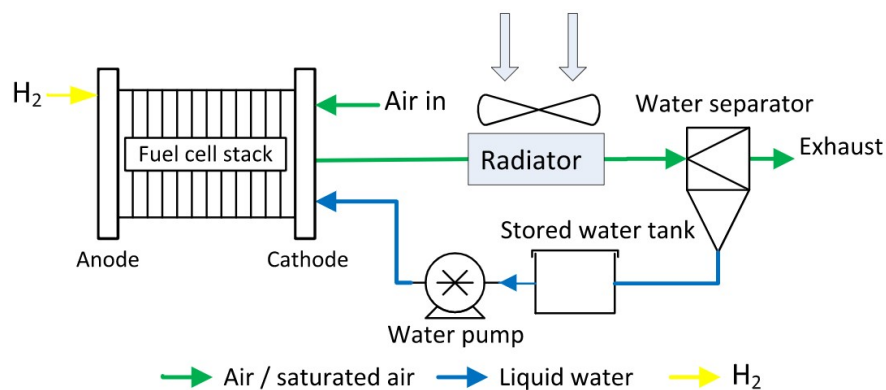 H₂
Air in
Fuel cell stack
Anode
Cathode
Radiator
Water separator
Exhaust
Stored water tank
Water pump
Air / saturated air
Liquid water
H₂